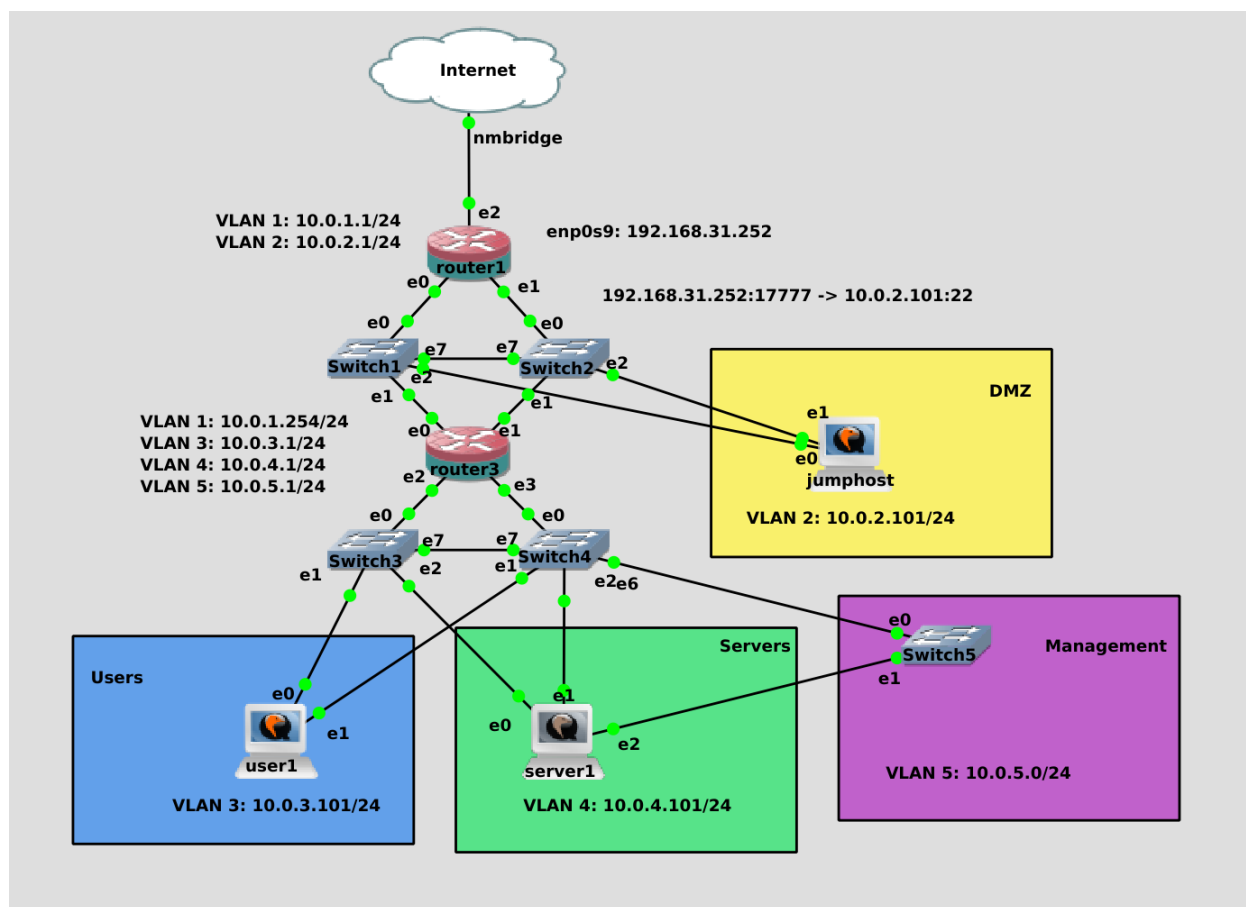 Internet
nmbridge
e2
VLAN 1: 10.0.1.1/24
VLAN 2: 10.0.2.1/24
enp0s9: 192.168.31.252
router1
e0
e1
192.168.31.252:17777 -> 10.0.2.101:22
e0
e0
e7
e7
Switch1
Switch2
e2
e2
e1
e1
DMZ
VLAN 1: 10.0.1.254/24
VLAN 3: 10.0.3.1/24
VLAN 4: 10.0.4.1/24
VLAN 5: 10.0.5.1/24
e0
e1
router3
e2
e3
e1
e0
jumphost
VLAN 2: 10.0.2.101/24
e0
e0
e7
e7
Switch3
Switch4
e1
e2
e1
e2
e6
Users
Servers
Management
e0
Switch5
e1
e0
e1
user1
VLAN 3: 10.0.3.101/24
e0
e1
e2
server1
VLAN 4: 10.0.4.101/24
VLAN 5: 10.0.5.0/24